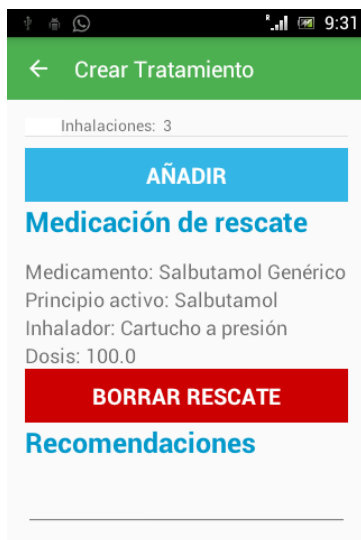 9:31
Crear Tratamiento
Inhalaciones: 3
AÑADIR
Medicación de rescate
Medicamento: Salbutamol Genérico
Principio activo: Salbutamol
Inhalador: Cartucho a presión
Dosis: 100.0
BORRAR RESCATE
Recomendaciones